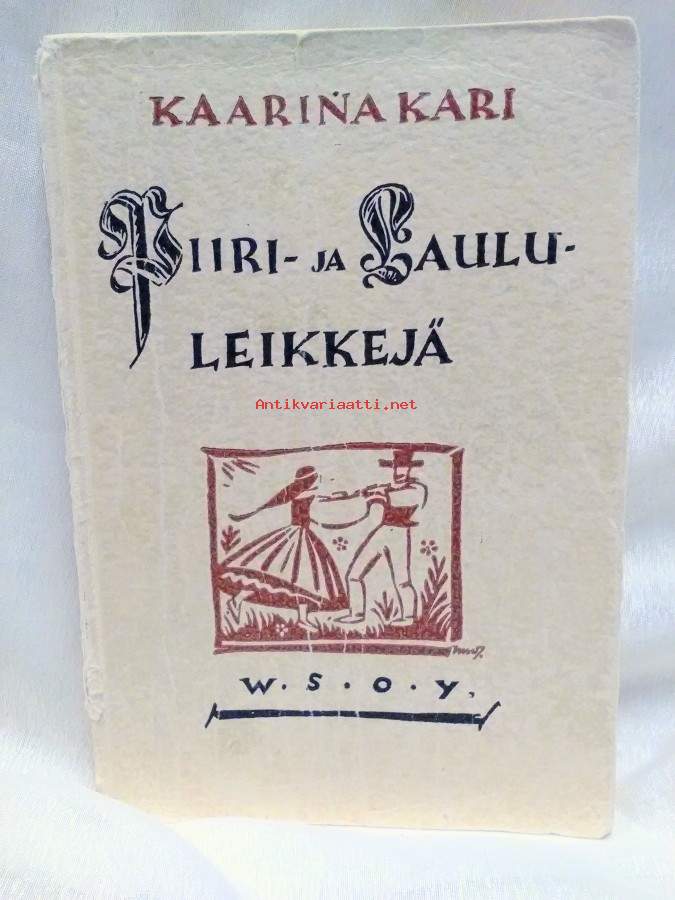 KAARINA KARI
PIIRI- JA LAULU-
LEIKKEJÄ
Antikvariaatti.net
W.S.O.Y.